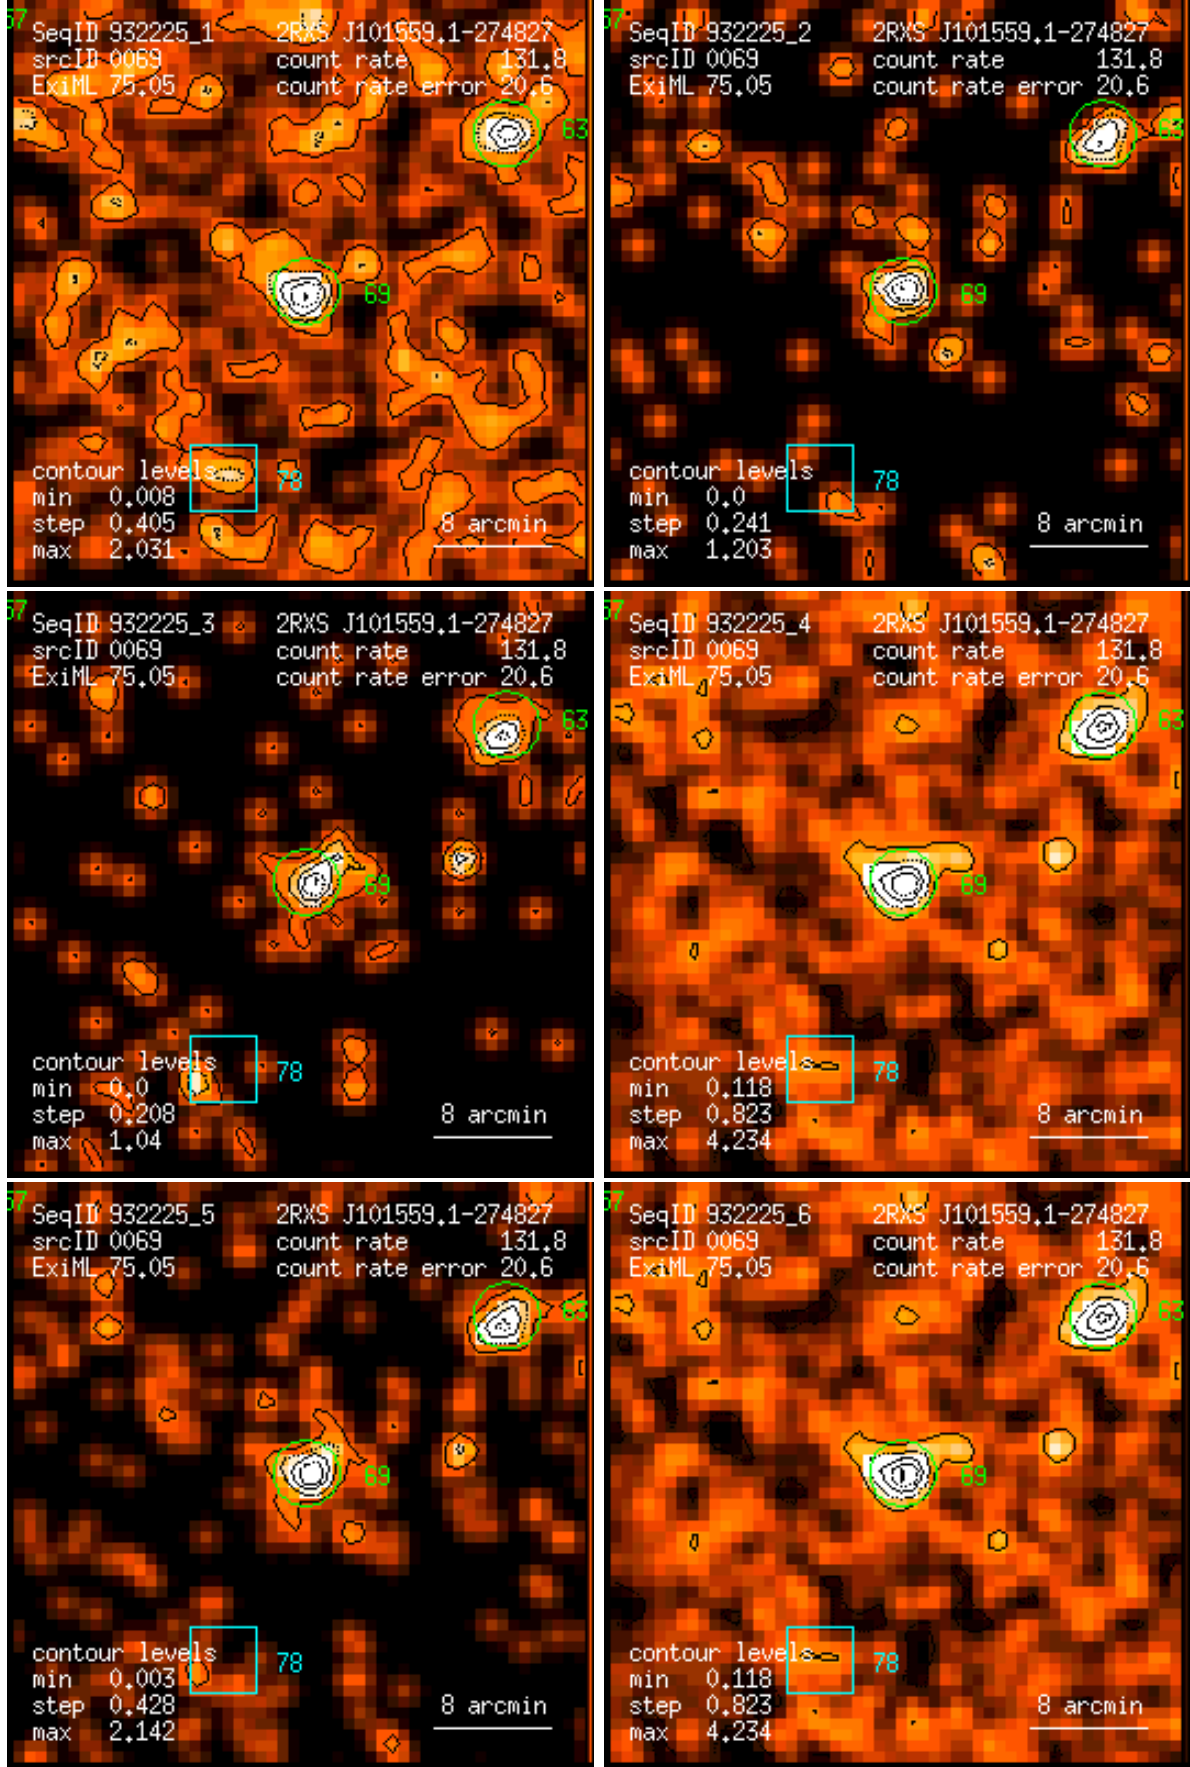 57
SeqID 932225_1 2RXS J101559.1-274827
srcID 0069 count rate 131.8
ExiML 75.05 count rate error 20.6
63
69
78
contour levels
min 0.008
step 0.405
max 2.031
8 arcmin
57
SeqID 932225_2 2RXS J101559.1-274827
srcID 0069 count rate 131.8
ExiML 75.05 count rate error 20.6
63
69
78
contour levels
min 0.0
step 0.241
max 1.203
8 arcmin
57
SeqID 932225_3 2RXS J101559.1-274827
srcID 0069 count rate 131.8
ExiML 75.05 count rate error 20.6
63
69
78
contour levels
min 0.0
step 0.208
max 1.04
8 arcmin
57
SeqID 932225_4 2RXS J101559.1-274827
srcID 0069 count rate 131.8
ExiML 75.05 count rate error 20.6
63
69
78
contour levels
min 0.118
step 0.823
max 4.234
8 arcmin
57
SeqID 932225_5 2RXS J101559.1-274827
srcID 0069 count rate 131.8
ExiML 75.05 count rate error 20.6
63
69
78
contour levels
min 0.003
step 0.428
max 2.142
8 arcmin
57
SeqID 932225_6 2RXS J101559.1-274827
srcID 0069 count rate 131.8
ExiML 75.05 count rate error 20.6
63
69
78
contour levels
min 0.118
step 0.823
max 4.234
8 arcmin